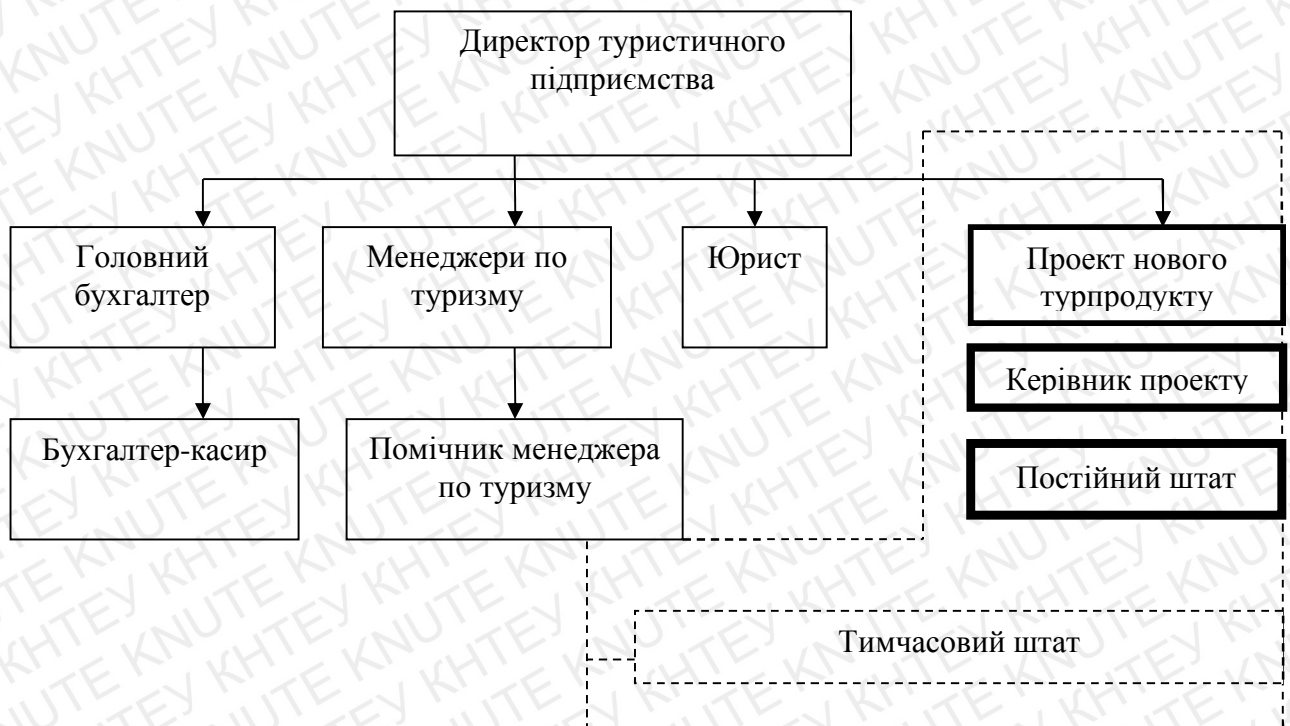 Директор туристичного
підприємства
Головний
бухгалтер
Менеджери по
туризму
Юрист
Проект нового
турпродукту
Керівник проекту
Бухгалтер-касир
Помічник менеджера
по туризму
Постійний штат
Тимчасовий штат